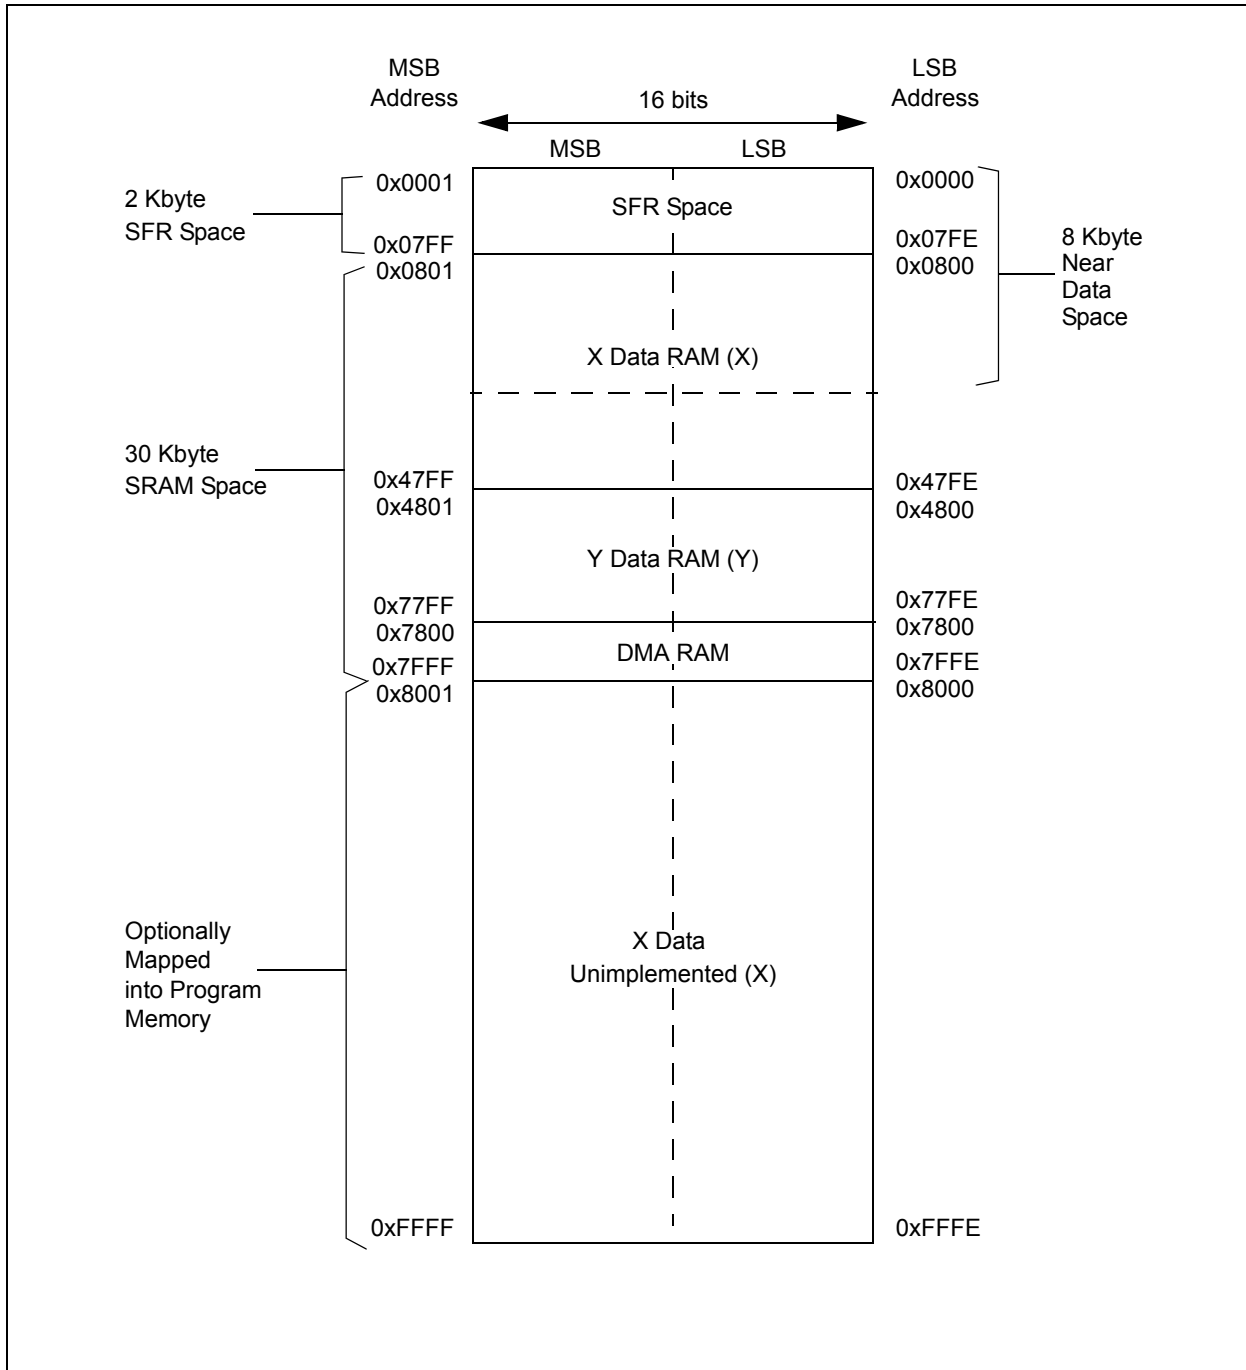 MSB
Address
LSB
Address
16 bits
MSB
LSB
0x0001
0x0000
2 Kbyte
SFR Space
SFR Space
0x07FF
0x07FE
0x0801
0x0800
8 Kbyte
Near
Data
Space
X Data RAM (X)
30 Kbyte
SRAM Space
0x47FF
0x47FE
0x4801
0x4800
Y Data RAM (Y)
0x77FF
0x77FE
0x7800
0x7800
DMA RAM
0x7FFF
0x7FFE
0x8001
0x8000
Optionally
Mapped
into Program
Memory
X Data
Unimplemented (X)
0xFFFF
0xFFFE